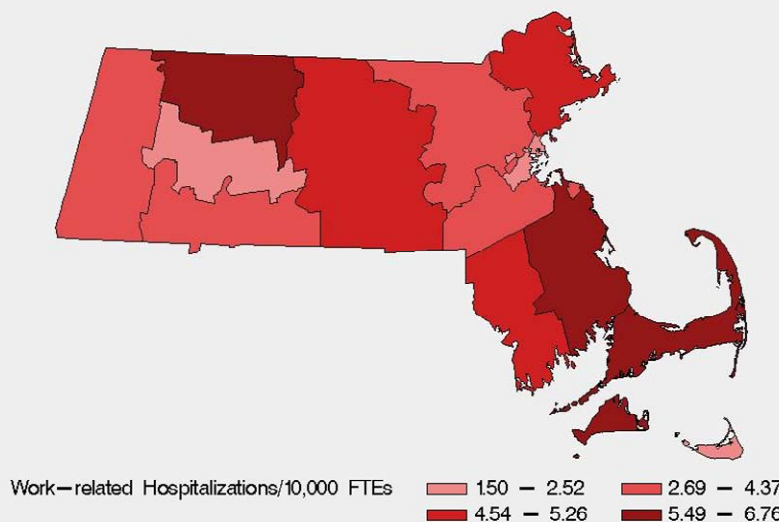 Work-related Hospitalizations/10,000 FTEs 1.50 - 2.52 2.69 - 4.37
4.54 - 5.26 5.49 - 6.76